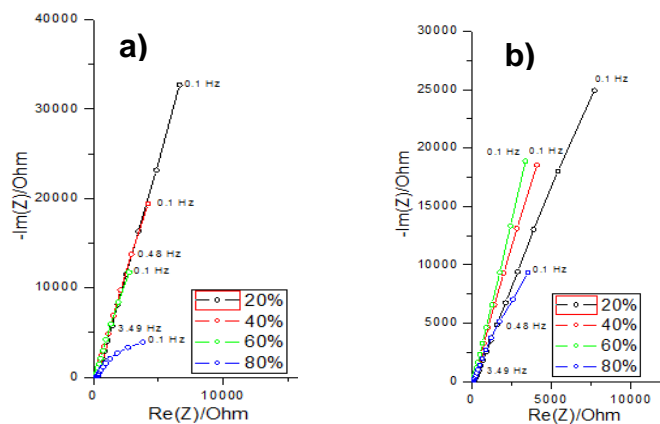 a)
-Im(Z)/Ohm
40000
30000
20000
10000
0
0.1 Hz
0.1 Hz
0.48 Hz
0.1 Hz
3.49 Hz
0.1 Hz
20%
40%
60%
80%
0
10000
Re(Z)/Ohm
b)
-Im(Z)/Ohm
30000
25000
20000
15000
10000
5000
0
0.1 Hz
0.1 Hz
0.1 Hz
0.1 Hz
0.48 Hz
3.49 Hz
20%
40%
60%
80%
0
5000
10000
Re(Z)/Ohm